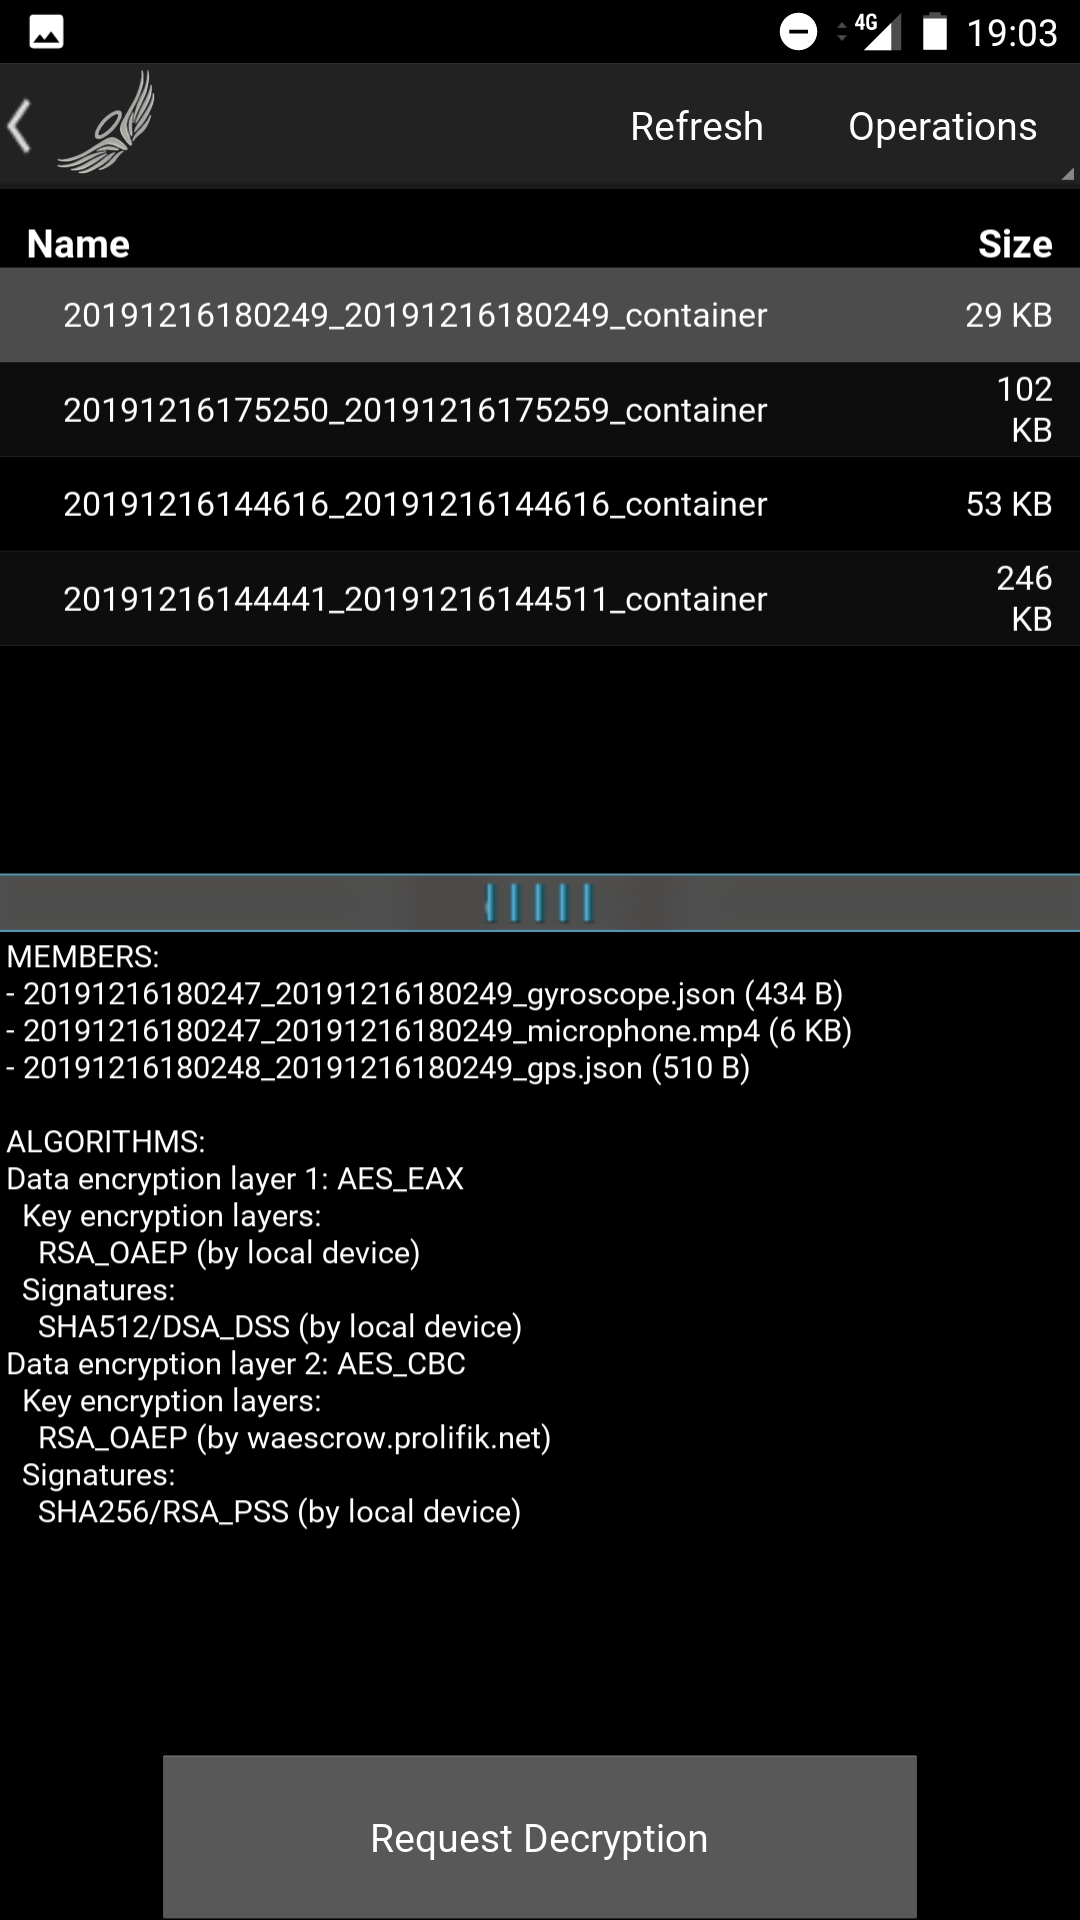 4G 19:03
Refresh Operations
Name Size
20191216180249_20191216180249_container 29 KB
20191216175250_20191216175259_container 102 KB
20191216144616_20191216144616_container 53 KB
20191216144441_20191216144511_container 246 KB
MEMBERS:
- 20191216180247_20191216180249_gyroscope.json (434 B)
- 20191216180247_20191216180249_microphone.mp4 (6 KB)
- 20191216180248_20191216180249_gps.json (510 B)
ALGORITHMS:
Data encryption layer 1: AES_EAX
Key encryption layers:
RSA_OAEP (by local device)
Signatures:
SHA512/DSA_DSS (by local device)
Data encryption layer 2: AES_CBC
Key encryption layers:
RSA_OAEP (by waescrow.prolifik.net)
Signatures:
SHA256/RSA_PSS (by local device)
Request Decryption